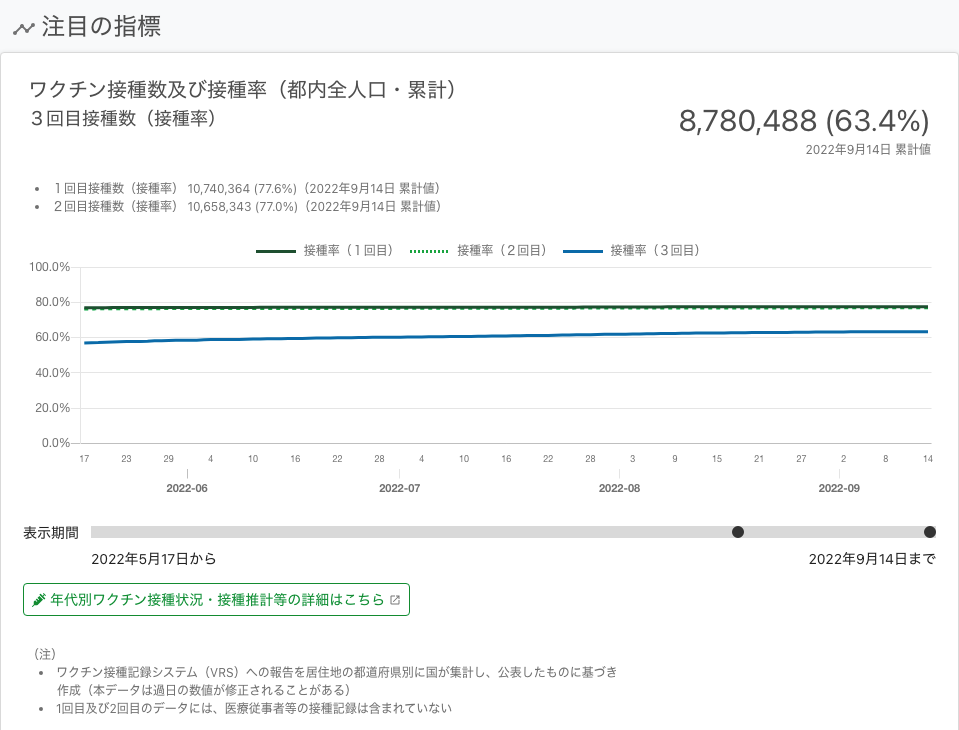 注目の指標
ワクチン接種数及び接種率（都内全人口・累計）
３回目接種数（接種率）
8,780,488 (63.4%)
2022年9月14日 累計値
１回目接種数（接種率） 10,740,364 (77.6%)（2022年9月14日 累計値）
２回目接種数（接種率） 10,658,343 (77.0%)（2022年9月14日 累計値）
接種率（１回目） 接種率（２回目） 接種率（３回目）
100.0%
80.0%
60.0%
40.0%
20.0%
0.0%
17 23 29 4 10 16 22 28 4 10 16 22 28 3 9 15 21 27 2 8 14
2022-06 2022-07 2022-08 2022-09
表示期間
2022年5月17日から 2022年9月14日まで
年代別ワクチン接種状況・接種推計等の詳細はこちら
（注）
ワクチン接種記録システム（VRS）への報告を居住地の都道府県別に国が集計し、公表したものに基づき
作成（本データは過日の数値が修正されることがある）
1回目及び2回目のデータには、医療従事者等の接種記録は含まれていない